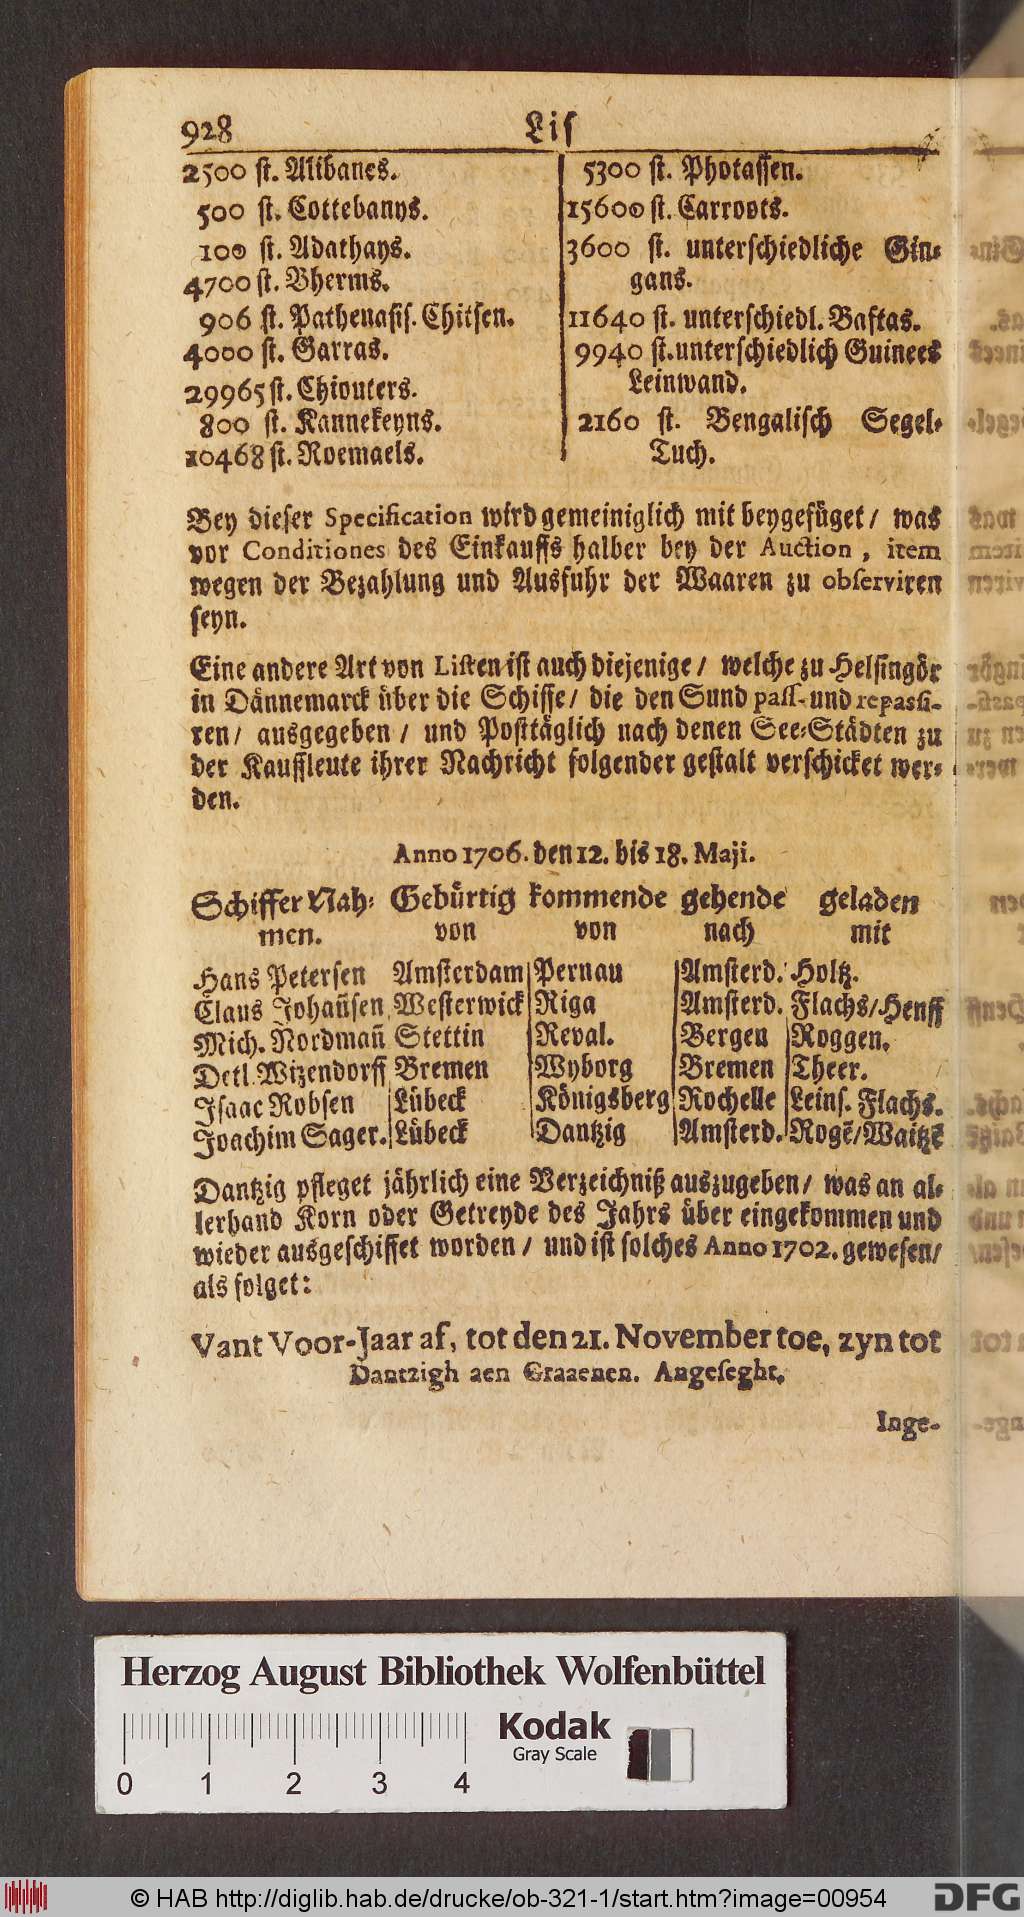 928 Lis
2500 st. Alibanes.
500 st. Cottebanys.
100 st. Adathays.
4700 st. Bherms.
906 st. Pathenasis. Chitsen.
4000 st. Garras.
29965 st. Chiouters.
800 st. Kannekeyns.
10468 st. Roemaels.
5300 st. Photassen.
15600 st. Carroots.
3600 st. unterschiedliche Gin-
gans.
11640 st. unterschiedl. Baftas.
9940 st. unterschiedlich Guinees
Leinwand.
2160 st. Bengalisch Segel-
Tuch.
Bey dieser Specification wird gemeiniglich mit beygefüget / was
vor Conditiones des Einkauffs halber bey der Auction, item
wegen der Bezahlung und Ausfuhr der Waaren zu observiren
seyn.
Eine andere Art von Listen ist auch diejenige / welche zu Helsingör
in Dännemarck über die Schiffe / die den Sund pass- und repassi-
ren / ausgegeben / und Posttäglich nach denen See-Städten zu
der Kauffleute ihrer Nachricht folgender gestalt verschicket wer-
den.
Anno 1706. den 12. bis 18. Maji.
Schiffer Nah- Gebürtig kommende gehende geladen
men. von von nach mit
Hans Petersen Amsterdam Pernau Amsterd. Holtz.
Claus Johañsen Westerwick Riga Amsterd. Flachs/Henff
Mich. Nordmañ Stettin Reval. Bergen Roggen.
Detl. Wizendorff Bremen Wyborg Bremen Theer.
Isaac Robsen Lübeck Königsberg Rochelle Leins. Flachs.
Joachim Sager. Lübeck Dantzig Amsterd. Rogē/Waitzē
Dantzig pfleget jährlich eine Verzeichniß auszugeben / was an al-
lerhand Korn oder Getreyde des Jahrs über eingekommen und
wieder ausgeschiffet worden / und ist solches Anno 1702. gewesen /
als folget:
Vant Voor-Jaar af, tot den 21. November toe, zyn tot
Dantzigh aen Graaenen. Angeseght.
Inge-
Herzog August Bibliothek Wolfenbüttel
Kodak
Gray Scale
0 1 2 3 4
© HAB http://diglib.hab.de/drucke/ob-321-1/start.htm?image=00954
DFG